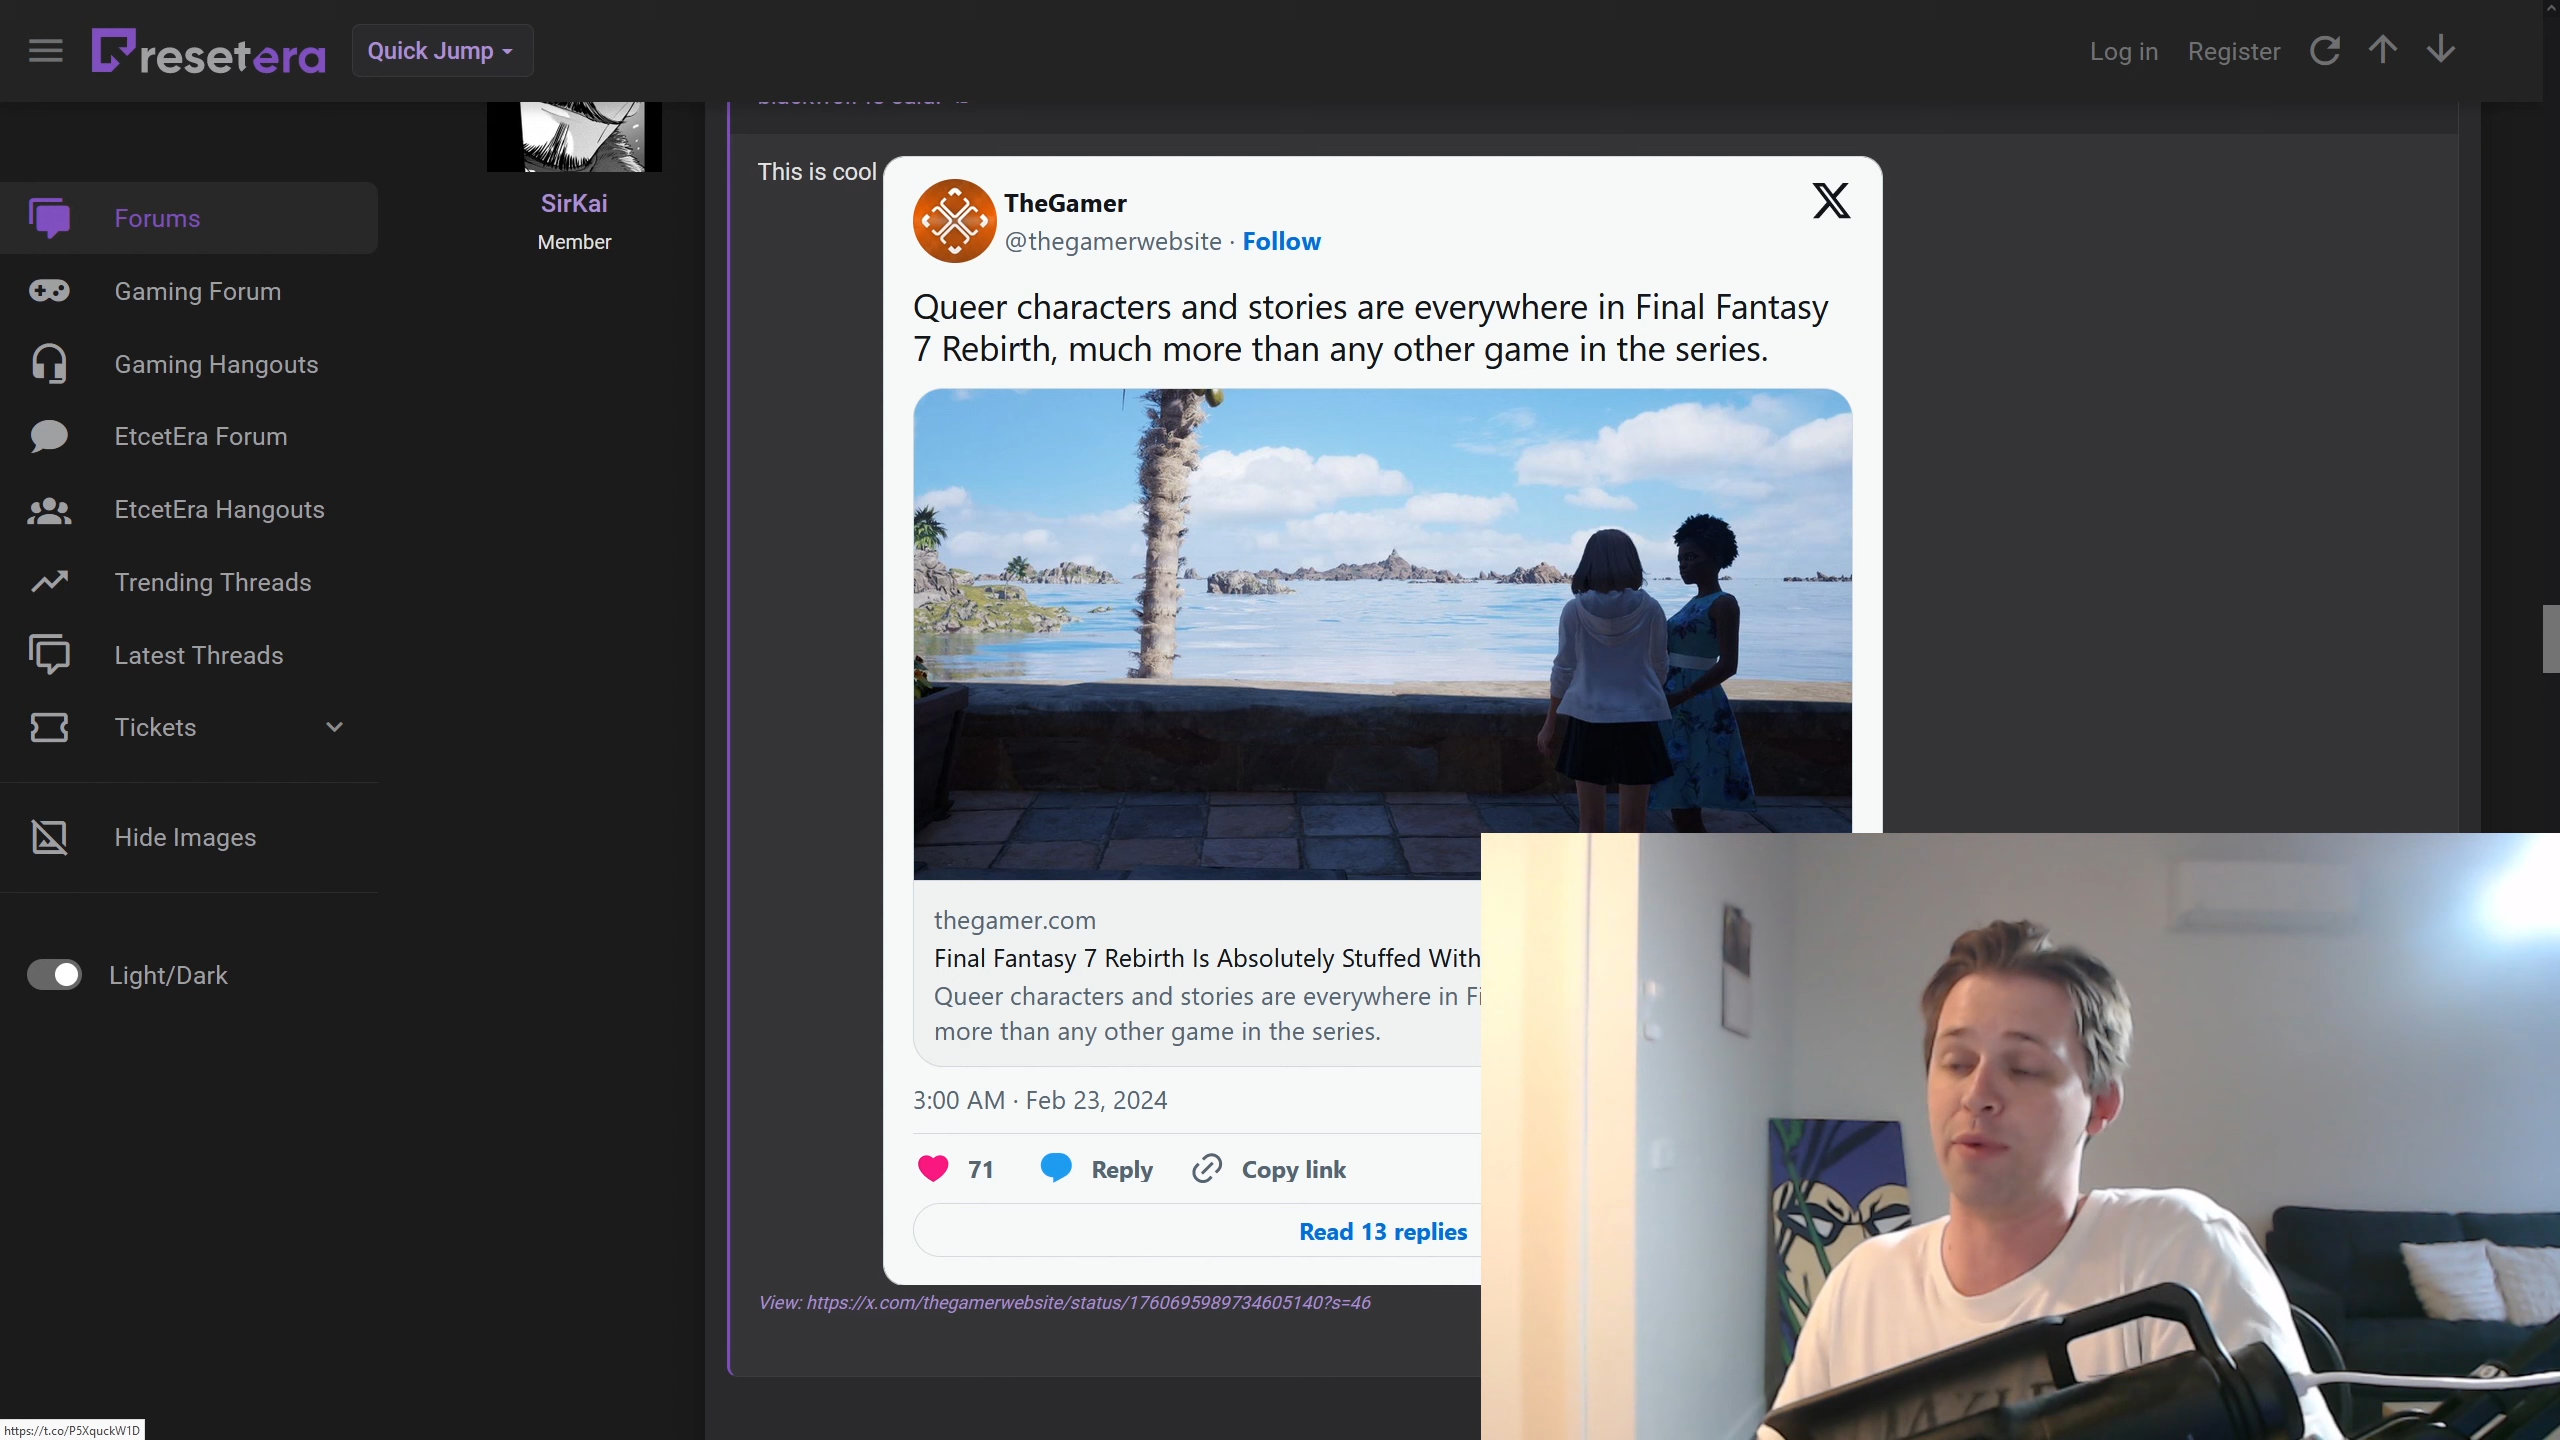 resetera
Quick Jump
Log in
Register
Forums
Gaming Forum
Gaming Hangouts
EtcetEra Forum
EtcetEra Hangouts
Trending Threads
Latest Threads
Tickets
Hide Images
Light/Dark
SirKai
Member
This is cool
TheGamer
@thegamerwebsite · Follow
Queer characters and stories are everywhere in Final Fantasy
7 Rebirth, much more than any other game in the series.
thegamer.com
Final Fantasy 7 Rebirth Is Absolutely Stuffed With
Queer characters and stories are everywhere in Fi
more than any other game in the series.
3:00 AM · Feb 23, 2024
71
Reply
Copy link
Read 13 replies
View: https://x.com/thegamerwebsite/status/1760695989734605140?s=46
https://t.co/P5XquckW1D